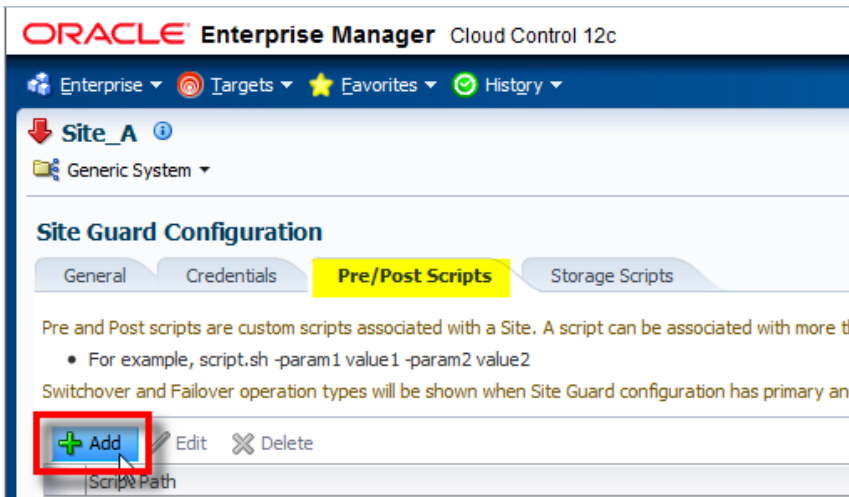 ORACLE Enterprise Manager Cloud Control 12c
Enterprise Targets Favorites History
Site_A
Generic System
Site Guard Configuration
General Credentials Pre/Post Scripts Storage Scripts
Pre and Post scripts are custom scripts associated with a Site. A script can be associated with more
• For example, script.sh -param1 value1 -param2 value2
Switchover and Failover operation types will be shown when Site Guard configuration has primary an
Add Edit Delete
Script Path